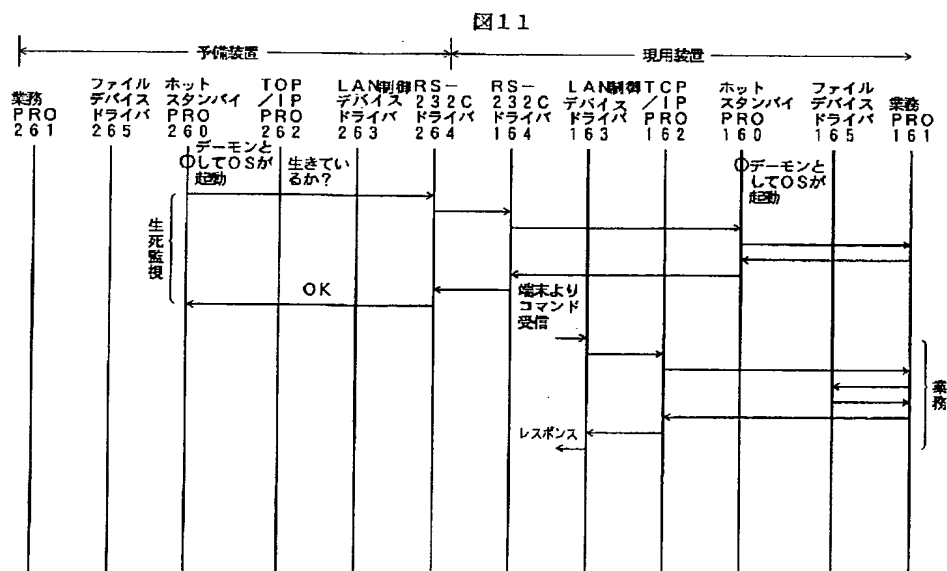 図11
予備装置
現用装置
業務
PRO
261
ファイル
デバイス
ドライバ
265
ホット
スタンバイ
PRO
260
TOP
/IP
PRO
262
LAN制御
デバイス
ドライバ
263
RS-
232C
ドライバ
264
RS-
232C
ドライバ
164
LAN制御
デバイス
ドライバ
163
TCP
/IP
PRO
162
ホット
スタンバイ
PRO
160
ファイル
デバイス
ドライバ
165
業務
PRO
161
デーモンと
してOSが
起動
生きてい
るか?
デーモンと
してOSが
起動
生死監視
OK
端末より
コマンド
受信
業務
レスポンス